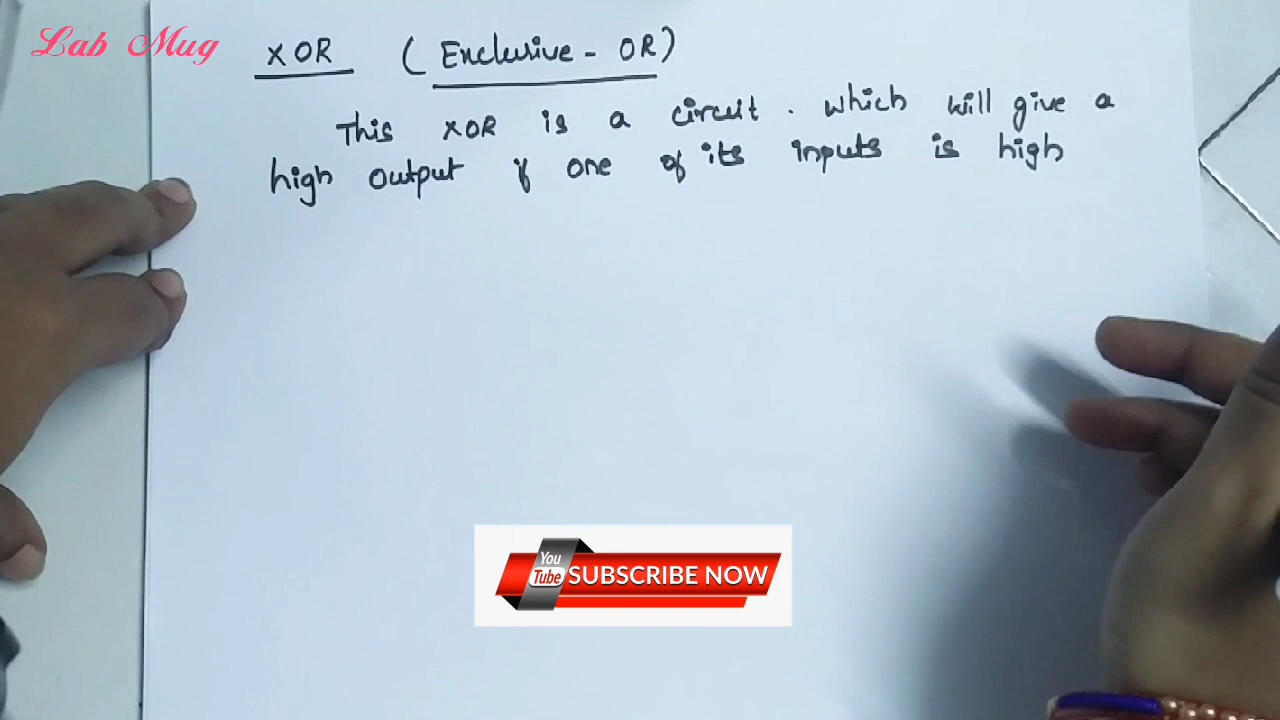 Lab Mug
XOR (Exclusive - OR)
This XOR is a circuit. which will give a
high output if one of its inputs is high
You
Tube SUBSCRIBE NOW